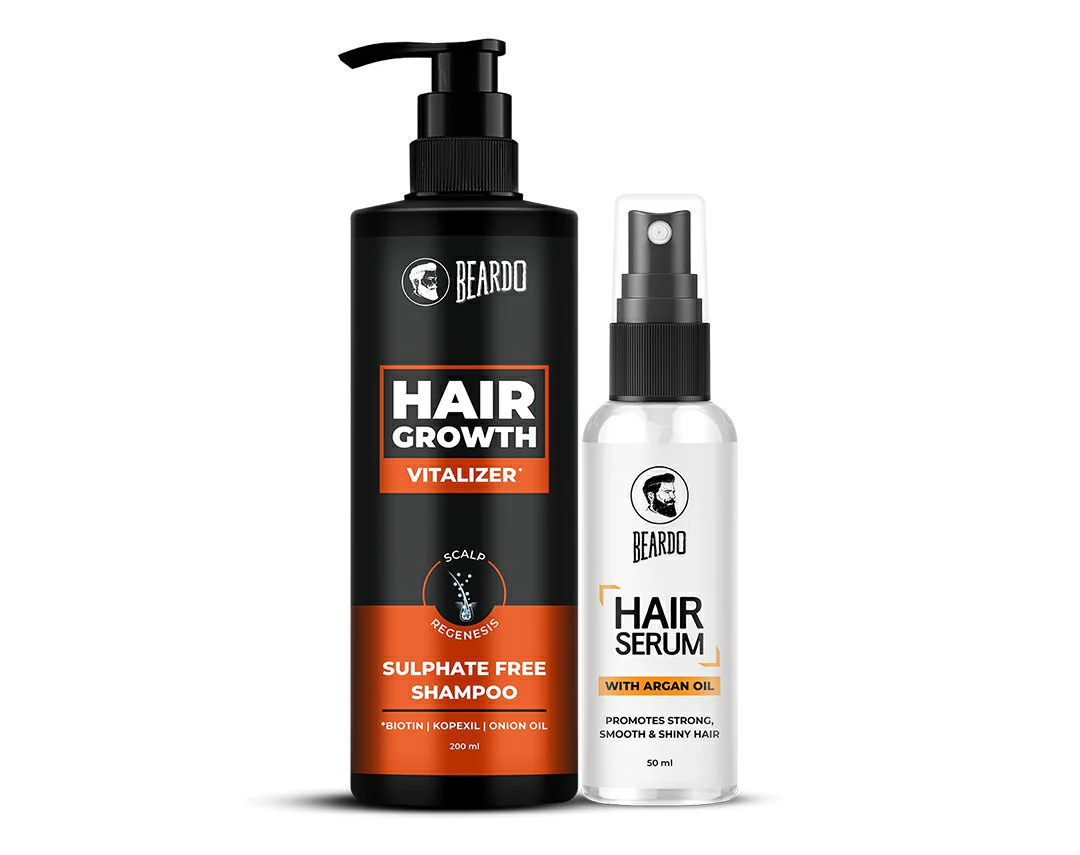 BEARDO
HAIR
GROWTH
VITALIZER*
SCALP
REGENESIS
SULPHATE FREE
SHAMPOO
*BIOTIN | KOPEXIL | ONION OIL
200 ml
BEARDO
HAIR
SERUM
WITH ARGAN OIL
PROMOTES STRONG,
SMOOTH & SHINY HAIR
50 ml